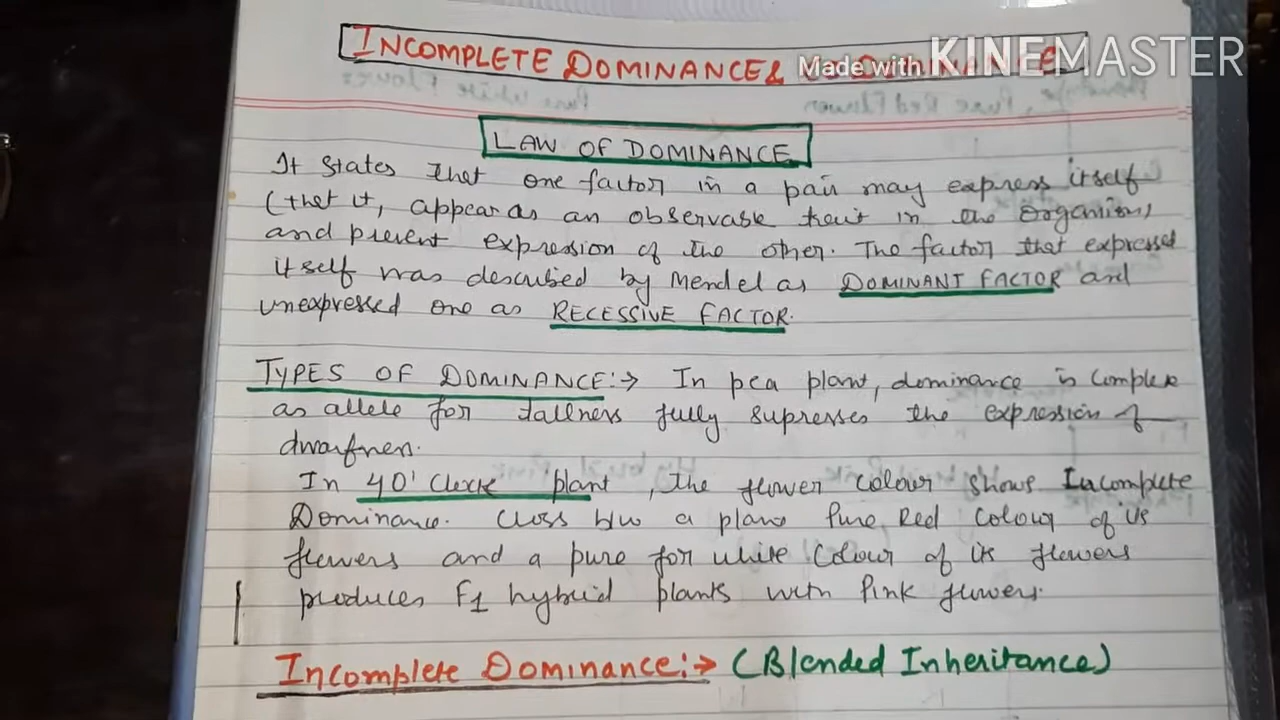 INCOMPLETE DOMINANCE &
Made with KINEMASTER
LAW OF DOMINANCE
It states that one factor in a pair may express itself
(that it, appear as an observable trait in the organism)
and prevent expression of the other. The factor that expressed
itself was described by Mendel as DOMINANT FACTOR and
unexpressed one as RECESSIVE FACTOR.
TYPES OF DOMINANCE:→ In pea plant, dominance is complete
as allele for tallness fully supresses the expression of
dwarfness.
In 4O' Clock plant, the flower colour shows Incomplete
Dominance. Cross b/w a plant Pure Red colour of its
flowers and a pure for white colour of its flowers
produces F1 hybrid plants with Pink flowers.
Incomplete Dominance:→ (Blended Inheritance)